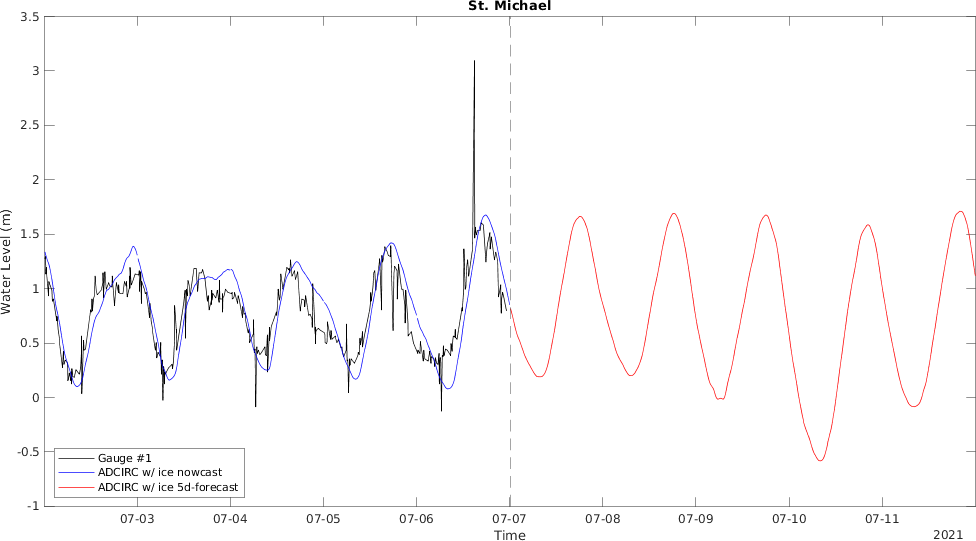 St. Michael
3.5
3
2.5
2
1.5
1
0.5
0
-0.5
-1
Water Level (m)
Gauge #1
ADCIRC w/ ice nowcast
ADCIRC w/ ice 5d-forecast
07-03 07-04 07-05 07-06 07-07 07-08 07-09 07-10 07-11
Time
2021